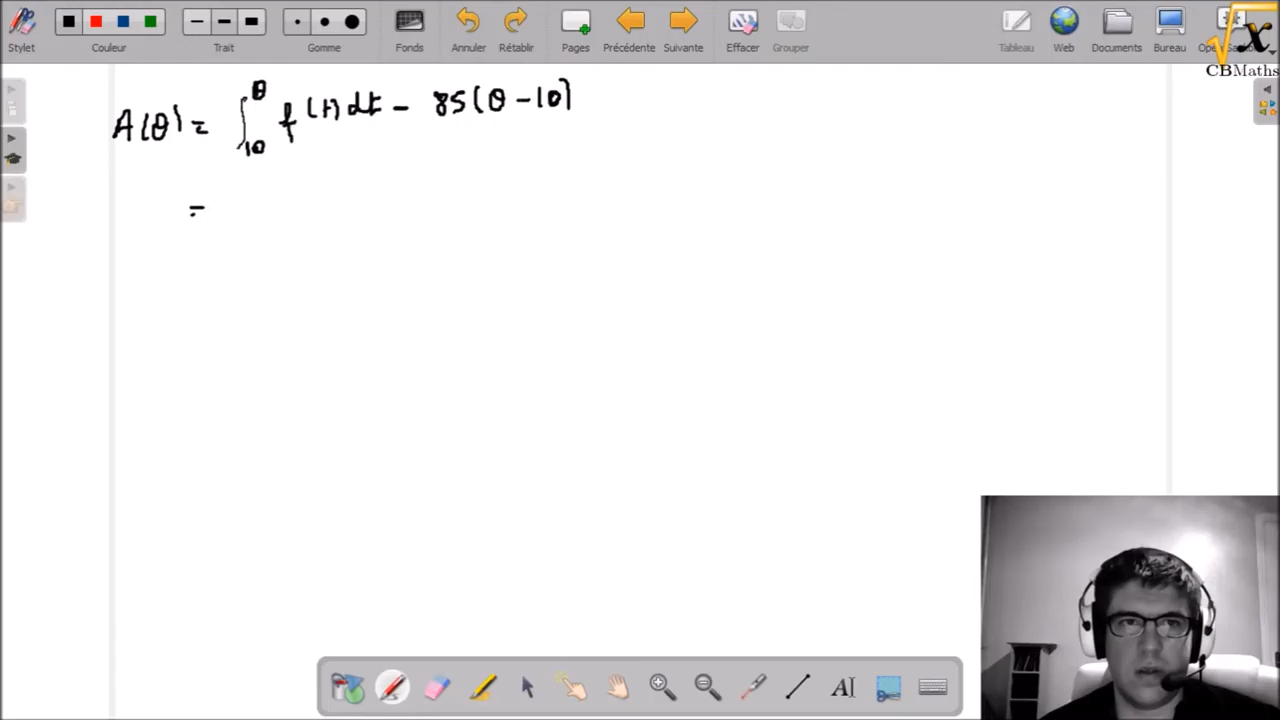 Stylet
Couleur
Trait
Gomme
Fonds
Annuler
Rétablir
Pages
Précédente
Suivante
Effacer
Grouper
Tableau
Web
Documents
Bureau
√x
CBMaths
A(θ) = ∫₁₀^θ f(t) dt - 85(θ - 10)
=
AI